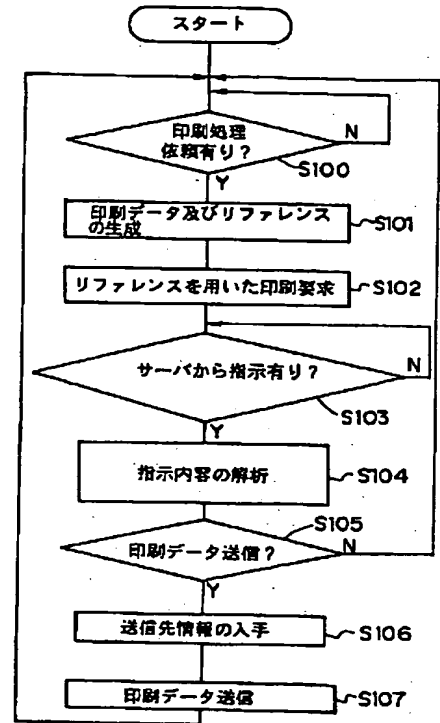 スタート
印刷処理
依頼有り?
N
S100
Y
印刷データ及びリファレンス
の生成
S101
リファレンスを用いた印刷要求
S102
サーバから指示有り?
N
S103
Y
指示内容の解析
S104
S105
印刷データ送信?
N
Y
送信先情報の入手
S106
印刷データ送信
S107